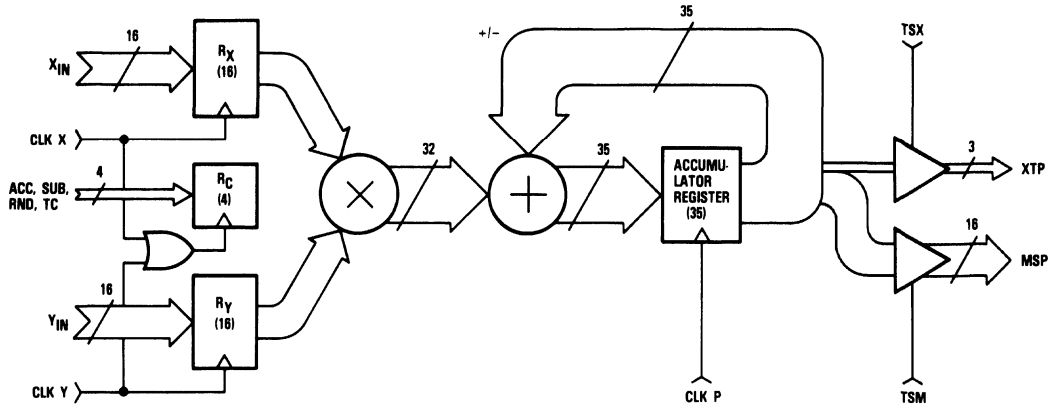 16
X_IN
R_X
(16)
CLK X
4
ACC, SUB,
RND, TC
R_C
(4)
16
Y_IN
R_Y
(16)
CLK Y
×
32
+/−
+
35
35
ACCUMU-
LATOR
REGISTER
(35)
CLK P
TSX
3
XTP
16
MSP
TSM